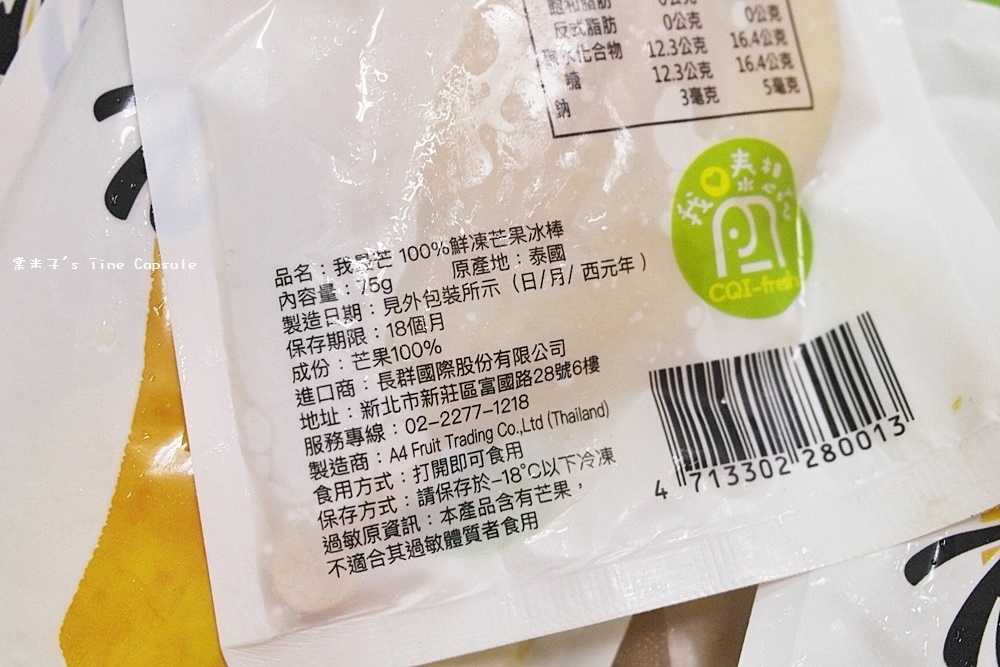 飽和脂肪 0公克 0公克
反式脂肪 0公克 0公克
碳水化合物 12.3公克 16.4公克
糖 12.3公克 16.4公克
鈉 3毫克 5毫克
CQI-fresh
品名：我是芒 100%鮮凍芒果冰棒
內容量：75g 原產地：泰國
製造日期：見外包裝所示（日/月/ 西元年）
保存期限：18個月
成份：芒果100%
進口商：長群國際股份有限公司
地址：新北市新莊區富國路28號6樓
服務專線：02-2277-1218
製造商：A4 Fruit Trading Co.,Ltd (Thailand)
食用方式：打開即可食用
保存方式：請保存於-18°C以下冷凍
過敏原資訊：本產品含有芒果，
不適合其過敏體質者食用
4 713302 280013
業末子's Time Capsule